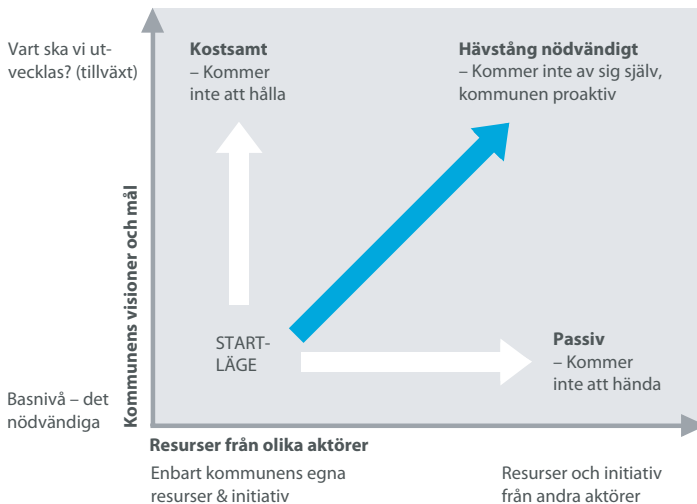 Vart ska vi ut-
vecklas? (tillväxt)
Kostsamt
– Kommer
inte att hålla
Hävstång nödvändigt
– Kommer inte av sig själv,
kommunen proaktiv
Kommunens visioner och mål
START-
LÄGE
Passiv
– Kommer
inte att hända
Basnivå – det
nödvändiga
Resurser från olika aktörer
Enbart kommunens egna
resurser & initiativ
Resurser och initiativ
från andra aktörer